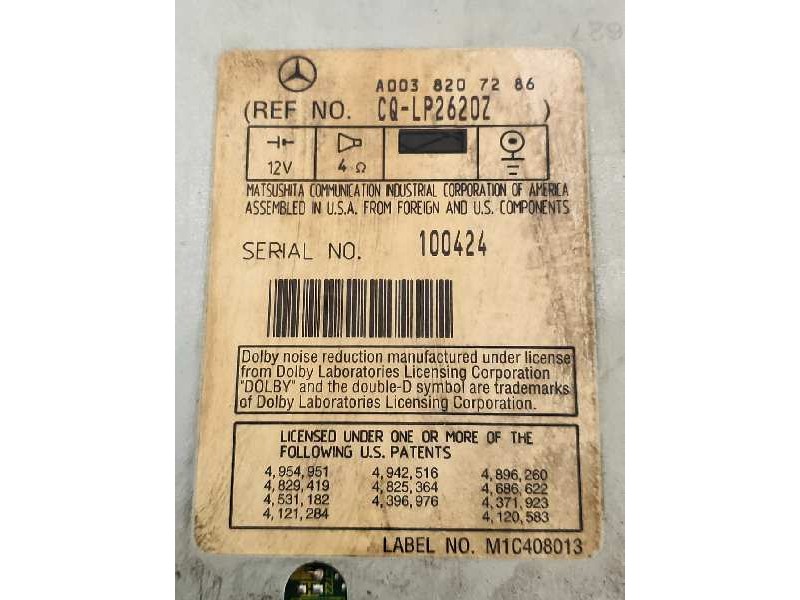 A003 820 72 86
(REF NO. CQ-LP2620Z )
12V 4 Ω
MATSUSHITA COMMUNICATION INDUSTRIAL CORPORATION OF AMERICA
ASSEMBLED IN U.S.A. FROM FOREIGN AND U.S. COMPONENTS
SERIAL NO. 100424
Dolby noise reduction manufactured under license
from Dolby Laboratories Licensing Corporation
"DOLBY" and the double-D symbol are trademarks
of Dolby Laboratories Licensing Corporation.
LICENSED UNDER ONE OR MORE OF THE
FOLLOWING U.S. PATENTS
4,954,951 4,942,516 4,896,260
4,829,419 4,825,364 4,686,622
4,531,182 4,396,976 4,371,923
4,121,284 4,120,583
LABEL NO. M1C408013